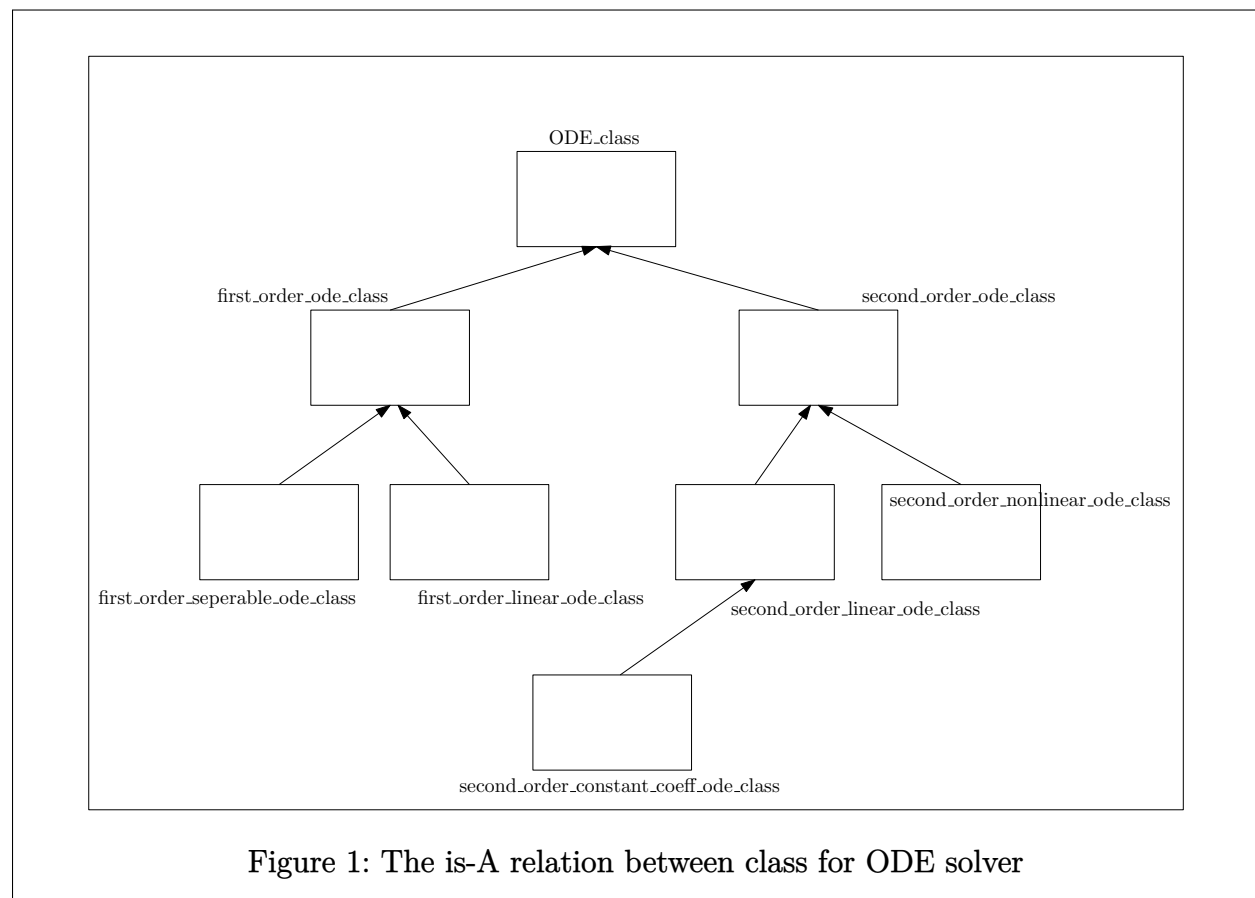 ODE_class
first_order_ode_class
second_order_ode_class
second_order_nonlinear_ode_class
first_order_seperable_ode_class
first_order_linear_ode_class
second_order_linear_ode_class
second_order_constant_coeff_ode_class
Figure 1: The is-A relation between class for ODE solver